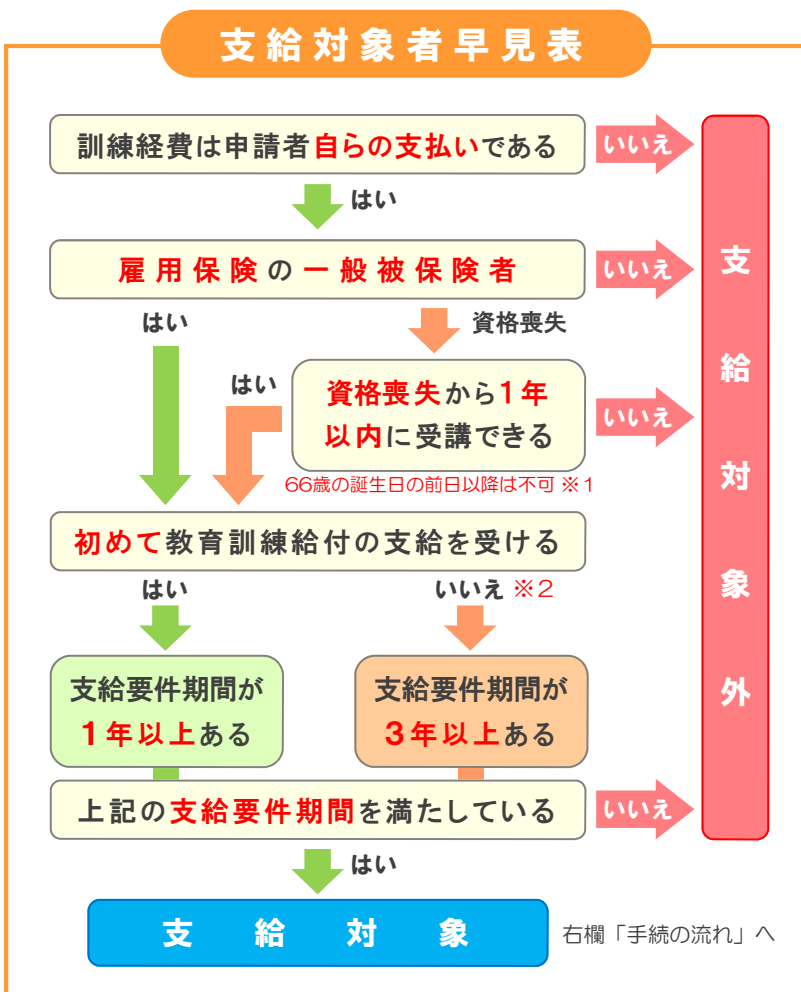 支給対象者早見表
訓練経費は申請者自らの支払いである
いいえ
はい
雇用保険の一般被保険者
いいえ
はい
資格喪失
はい
資格喪失から1年
以内に受講できる
いいえ
66歳の誕生日の前日以降は不可 ※1
初めて教育訓練給付の支給を受ける
はい
いいえ ※2
支給要件期間が
1年以上ある
支給要件期間が
3年以上ある
上記の支給要件期間を満たしている
いいえ
はい
支給対象
右欄「手続の流れ」へ
支給対象外